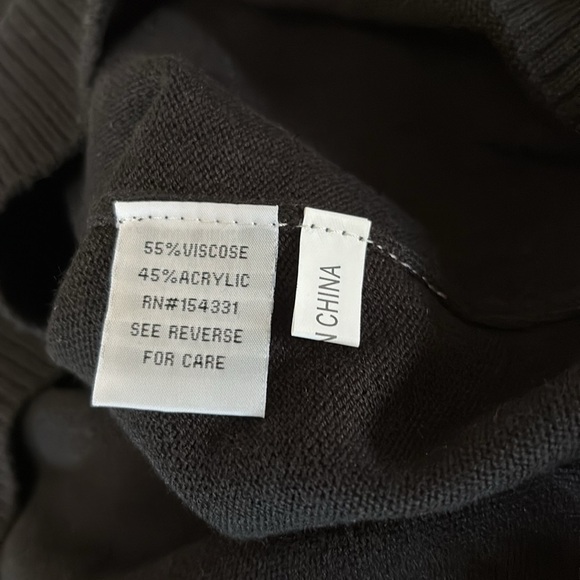 55%VISCOSE
45%ACRYLIC
RN#154331
SEE REVERSE
FOR CARE
N CHINA